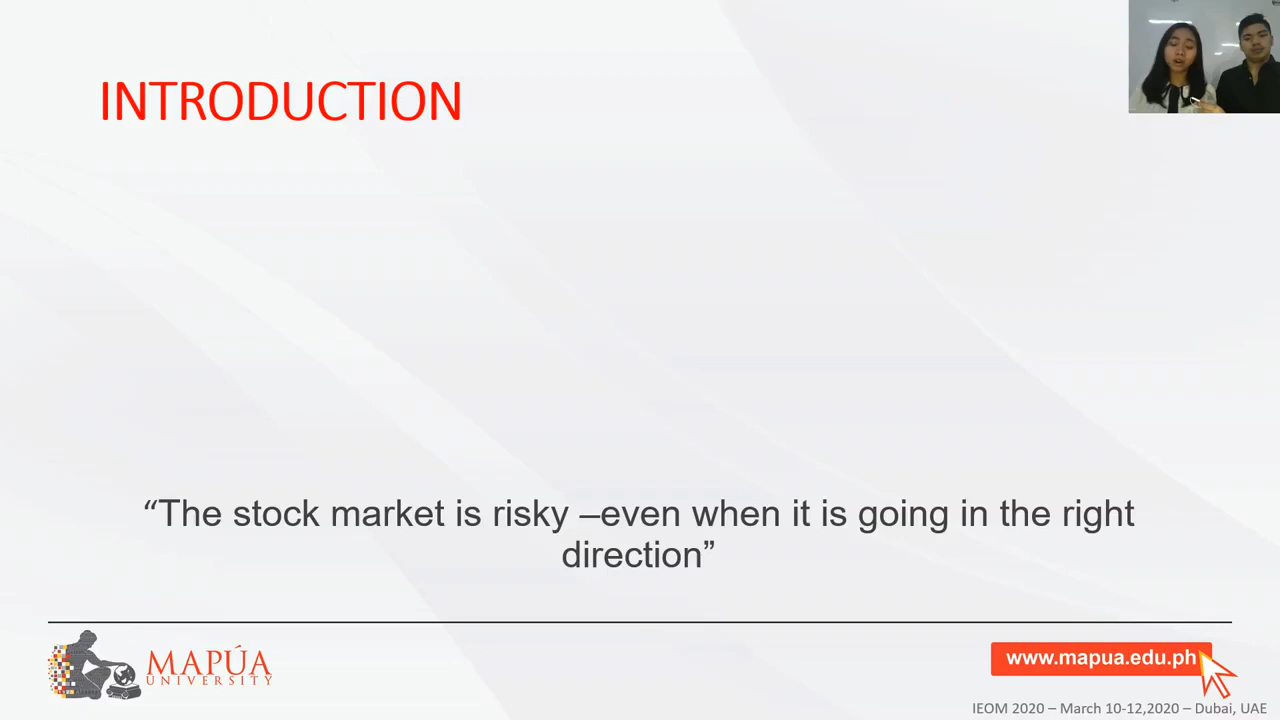 INTRODUCTION
“The stock market is risky –even when it is going in the right
direction”
MAPÚA
UNIVERSITY
www.mapua.edu.ph
IEOM 2020 – March 10-12,2020 – Dubai, UAE